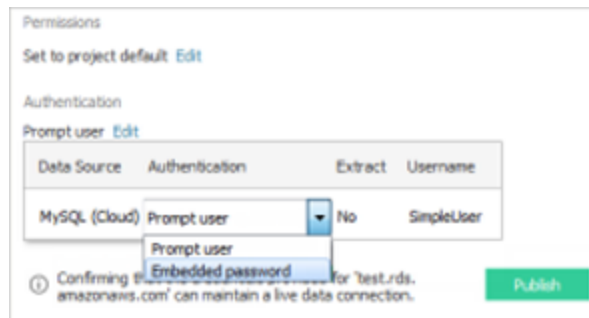 Permissions
Set to project default Edit
Authentication
Prompt user Edit
Data Source Authentication Extract Username
MySQL (Cloud) Prompt user No SimpleUser
Prompt user
Embedded password
Confirming for 'test.rds.
amazonaws.com' can maintain a live data connection.
Publish